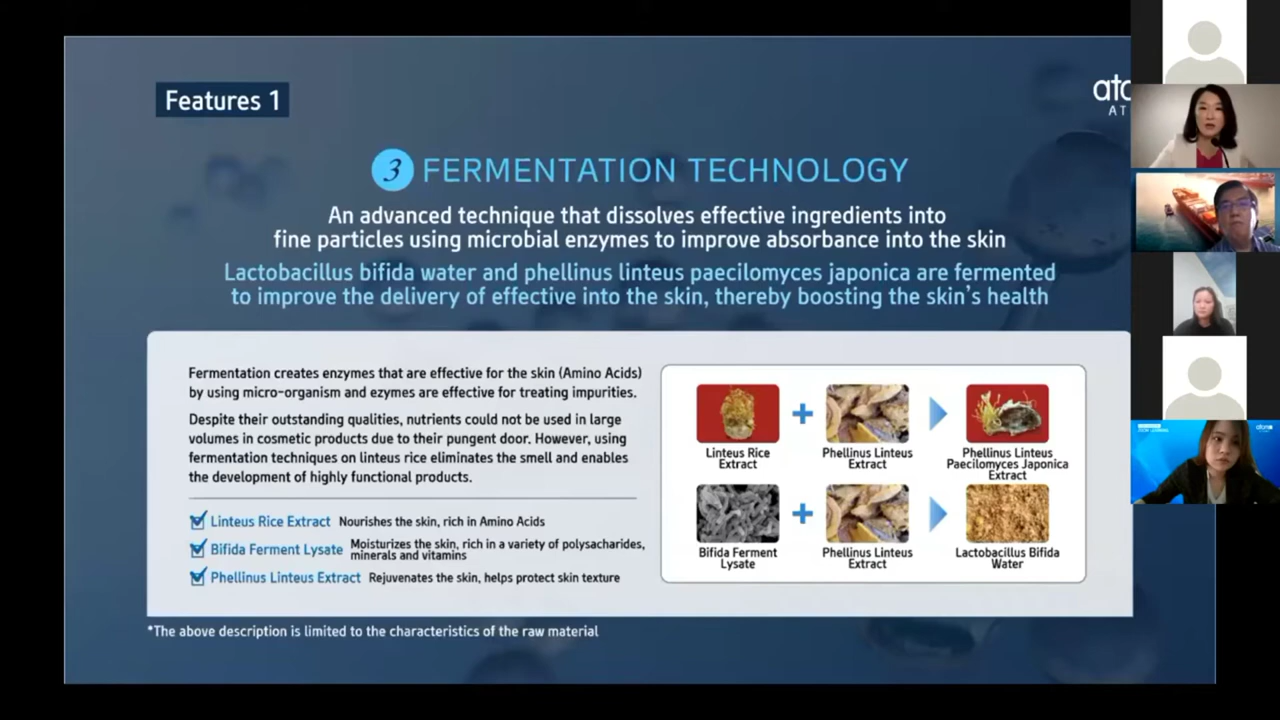 Features 1
3 FERMENTATION TECHNOLOGY
An advanced technique that dissolves effective ingredients into
fine particles using microbial enzymes to improve absorbance into the skin
Lactobacillus bifida water and phellinus linteus paecilomyces japonica are fermented
to improve the delivery of effective into the skin, thereby boosting the skin's health
Fermentation creates enzymes that are effective for the skin (Amino Acids)
by using micro-organism and ezymes are effective for treating impurities.
Despite their outstanding qualities, nutrients could not be used in large
volumes in cosmetic products due to their pungent door. However, using
fermentation techniques on linteus rice eliminates the smell and enables
the development of highly functional products.
Linteus Rice Extract Nourishes the skin, rich in Amino Acids
Bifida Ferment Lysate Moisturizes the skin, rich in a variety of polysacharides,
minerals and vitamins
Phellinus Linteus Extract Rejuvenates the skin, helps protect skin texture
Linteus Rice
Extract
+
Phellinus Linteus
Extract
Phellinus Linteus
Paecilomyces Japonica
Extract
Bifida Ferment
Lysate
+
Phellinus Linteus
Extract
Lactobacillus Bifida
Water
*The above description is limited to the characteristics of the raw material